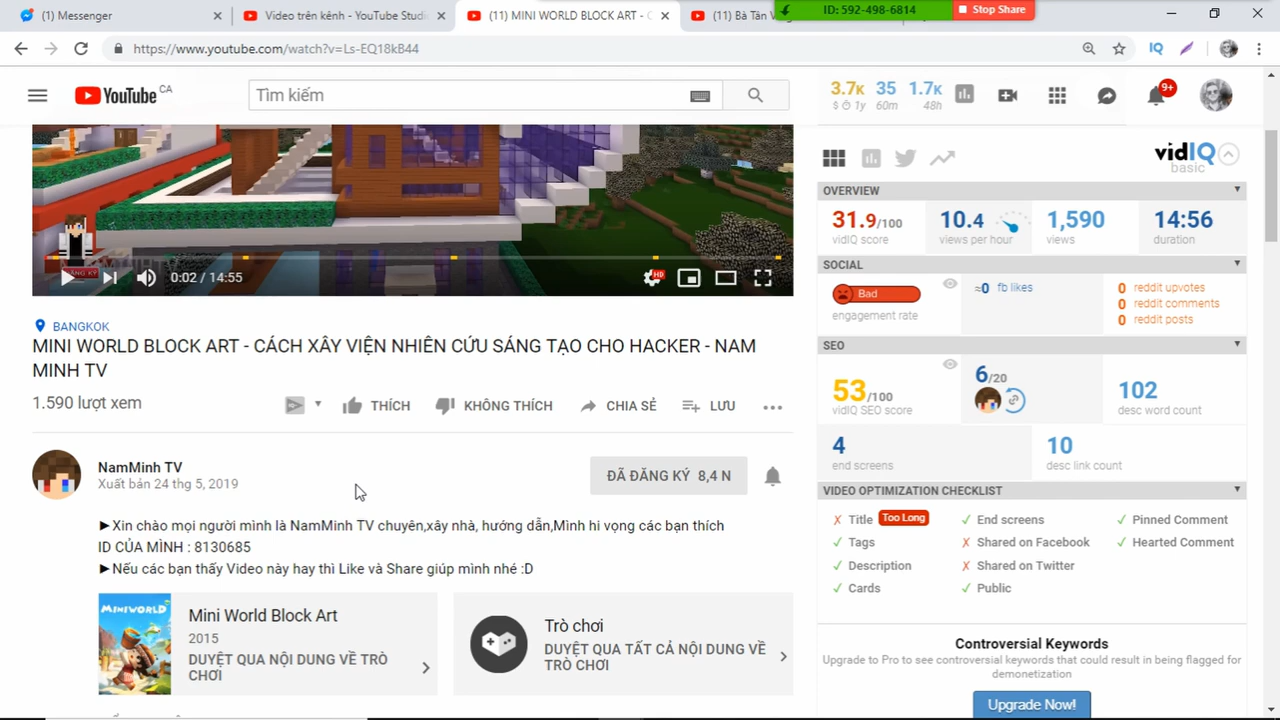 (1) Messenger
Video trên kênh - YouTube Studi
(11) MINI WORLD BLOCK ART - C
(11) Bà Tân V
ID: 592-498-6814
Stop Share
https://www.youtube.com/watch?v=Ls-EQ18kB44
IQ
YouTube CA
Tìm kiếm
3.7K
$ 1y
35
60m
1.7K
48h
9+
vidIQ
basic
OVERVIEW
31.9/100
vidIQ score
10.4
views per hour
1,590
views
14:56
duration
ĐĂNG KÝ
0:02 / 14:55
HD
SOCIAL
Bad
engagement rate
≈0 fb likes
0 reddit upvotes
0 reddit comments
0 reddit posts
BANGKOK
MINI WORLD BLOCK ART - CÁCH XÂY VIỆN NHIÊN CỨU SÁNG TẠO CHO HACKER - NAM
MINH TV
1.590 lượt xem
THÍCH
KHÔNG THÍCH
CHIA SẺ
LƯU
SEO
53/100
vidIQ SEO score
6/20
102
desc word count
4
end screens
10
desc link count
NamMinh TV
Xuất bản 24 thg 5, 2019
ĐÃ ĐĂNG KÝ 8,4 N
►Xin chào mọi người mình là NamMinh TV chuyên,xây nhà, hướng dẫn,Mình hi vọng các bạn thích
ID CỦA MÌNH : 8130685
►Nếu các bạn thấy Video này hay thì Like và Share giúp mình nhé :D
MINIWORLD
Mini World Block Art
2015
DUYỆT QUA NỘI DUNG VỀ TRÒ
CHƠI
Trò chơi
DUYỆT QUA TẤT CẢ NỘI DUNG VỀ
TRÒ CHƠI
VIDEO OPTIMIZATION CHECKLIST
✗ Title Too Long
✓ End screens
✓ Pinned Comment
✓ Tags
✗ Shared on Facebook
✓ Hearted Comment
✓ Description
✗ Shared on Twitter
✓ Cards
✓ Public
Controversial Keywords
Upgrade to Pro to see controversial keywords that could result in being flagged for
demonetization
Upgrade Now!